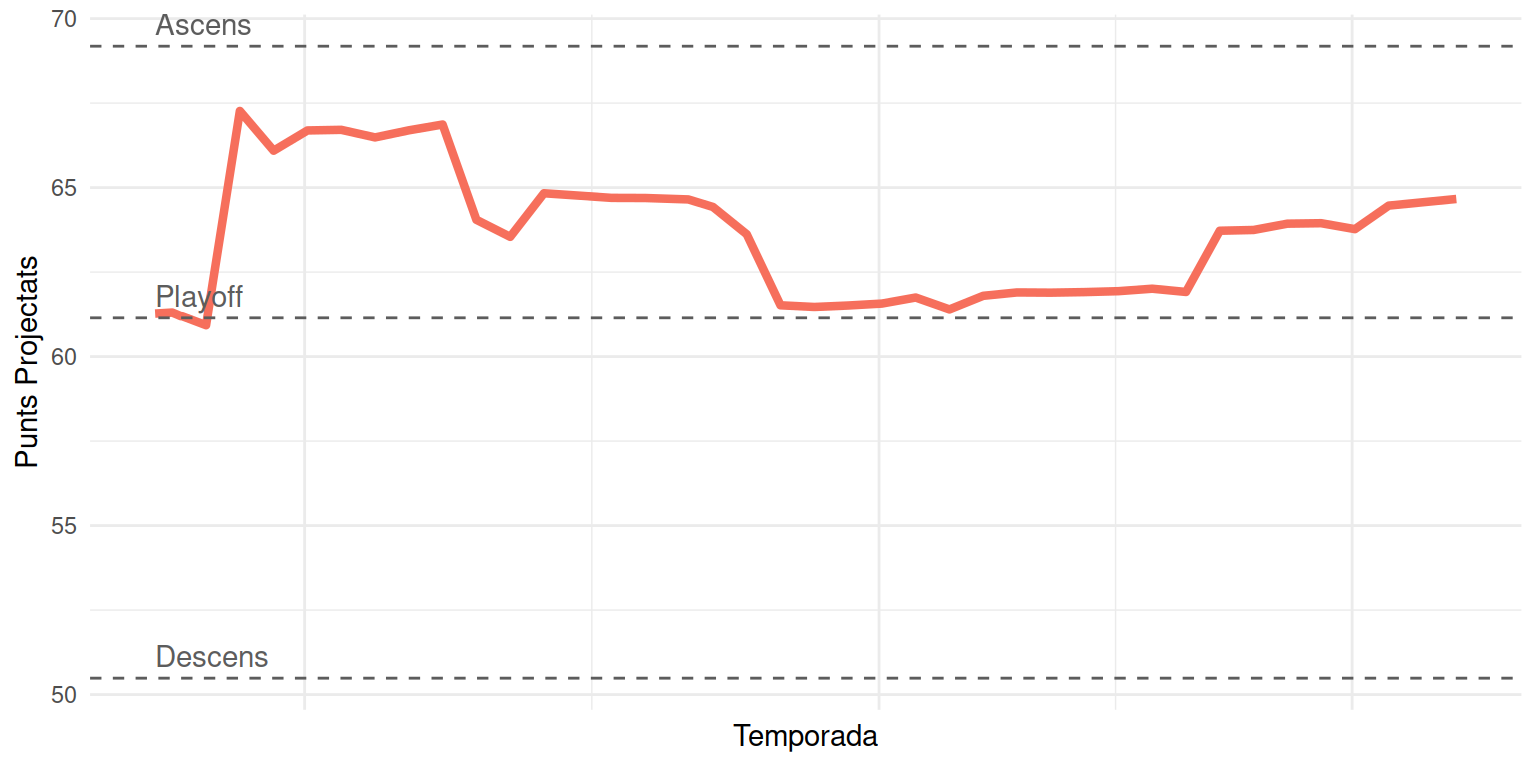 70
Ascens
65
Playoff
60
55
Descens
50
Punts Projectats
Temporada